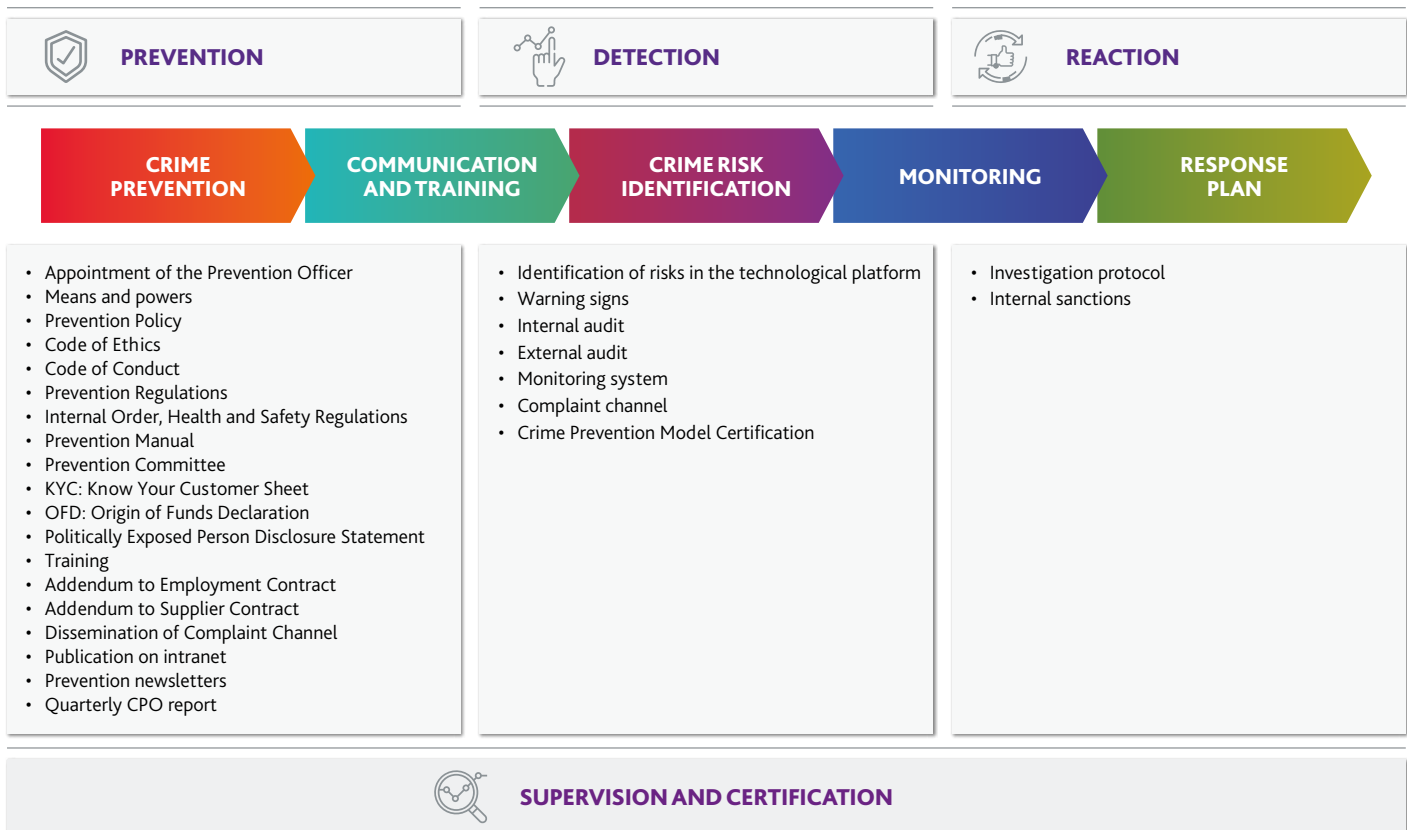 PREVENTION
DETECTION
REACTION
CRIME
PREVENTION
COMMUNICATION
AND TRAINING
CRIME RISK
IDENTIFICATION
MONITORING
RESPONSE
PLAN
• Appointment of the Prevention Officer
• Means and powers
• Prevention Policy
• Code of Ethics
• Code of Conduct
• Prevention Regulations
• Internal Order, Health and Safety Regulations
• Prevention Manual
• Prevention Committee
• KYC: Know Your Customer Sheet
• OFD: Origin of Funds Declaration
• Politically Exposed Person Disclosure Statement
• Training
• Addendum to Employment Contract
• Addendum to Supplier Contract
• Dissemination of Complaint Channel
• Publication on intranet
• Prevention newsletters
• Quarterly CPO report
• Identification of risks in the technological platform
• Warning signs
• Internal audit
• External audit
• Monitoring system
• Complaint channel
• Crime Prevention Model Certification
• Investigation protocol
• Internal sanctions
SUPERVISION AND CERTIFICATION